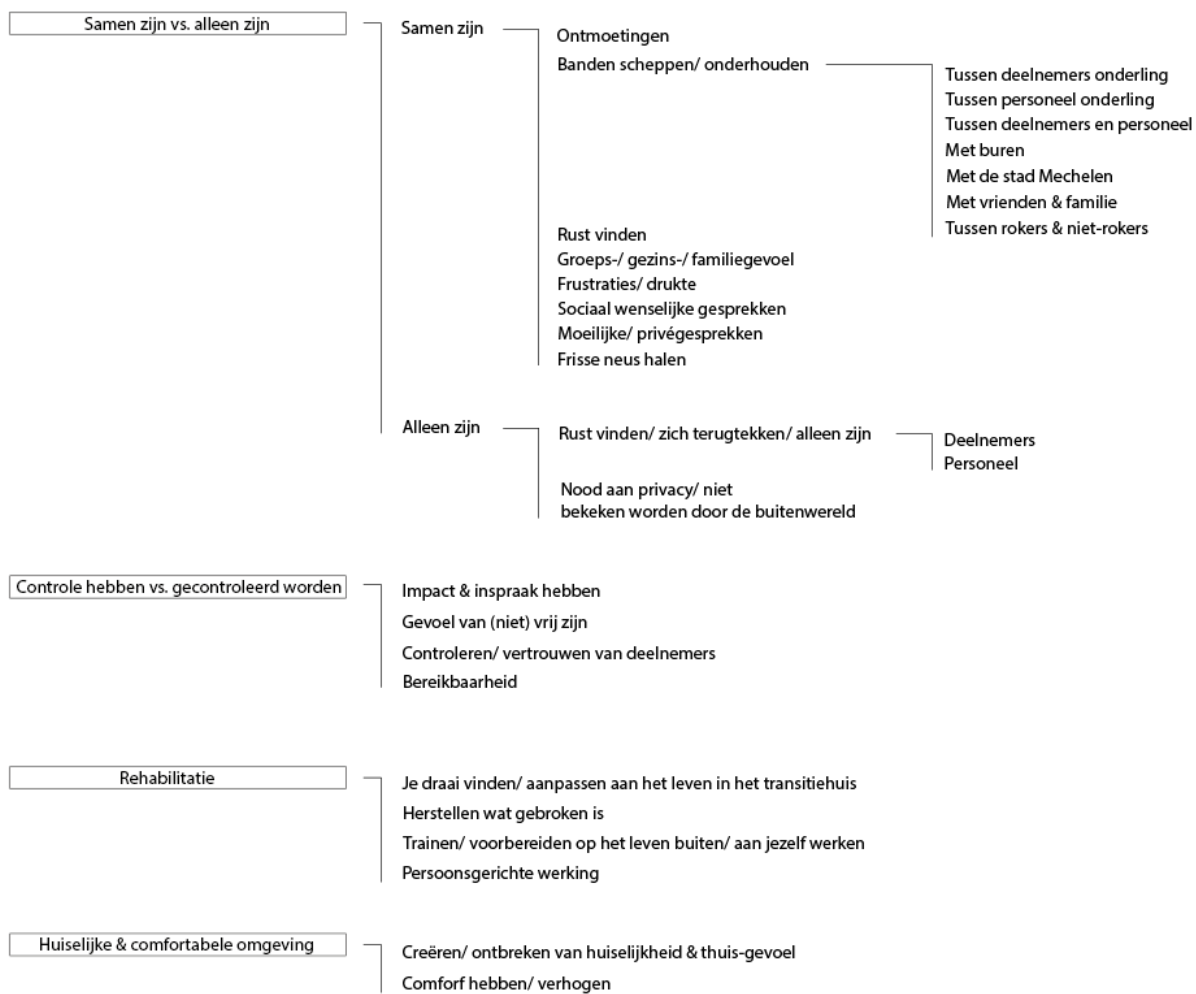 Samen zijn vs. alleen zijn
Samen zijn
Ontmoetingen
Banden scheppen/ onderhouden
Tussen deelnemers onderling
Tussen personeel onderling
Tussen deelnemers en personeel
Met buren
Met de stad Mechelen
Met vrienden & familie
Tussen rokers & niet-rokers
Rust vinden
Groeps-/ gezins-/ familiegevoel
Frustraties/ drukte
Sociaal wenselijke gesprekken
Moeilijke/ privégesprekken
Frisse neus halen
Alleen zijn
Rust vinden/ zich terugtekken/ alleen zijn
Deelnemers
Personeel
Nood aan privacy/ niet
bekeken worden door de buitenwereld
Controle hebben vs. gecontroleerd worden
Impact & inspraak hebben
Gevoel van (niet) vrij zijn
Controleren/ vertrouwen van deelnemers
Bereikbaarheid
Rehabilitatie
Je draai vinden/ aanpassen aan het leven in het transitiehuis
Herstellen wat gebroken is
Trainen/ voorbereiden op het leven buiten/ aan jezelf werken
Persoonsgerichte werking
Huiselijke & comfortabele omgeving
Creëren/ ontbreken van huiselijkheid & thuis-gevoel
Comforf hebben/ verhogen